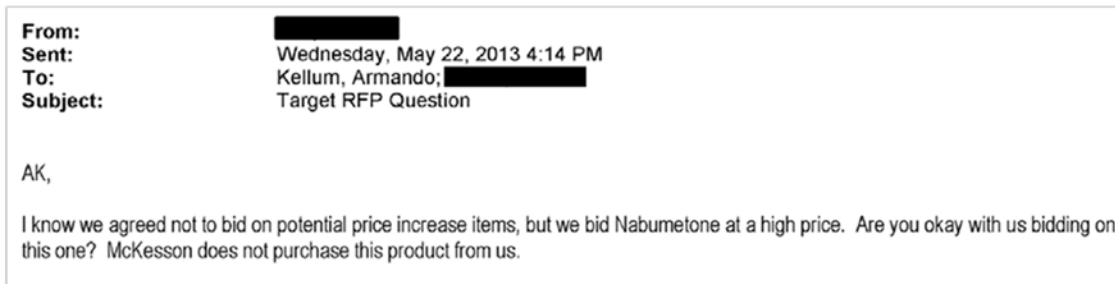 From:
Sent: Wednesday, May 22, 2013 4:14 PM
To: Kellum, Armando;
Subject: Target RFP Question
AK,
I know we agreed not to bid on potential price increase items, but we bid Nabumetone at a high price. Are you okay with us bidding on
this one? McKesson does not purchase this product from us.